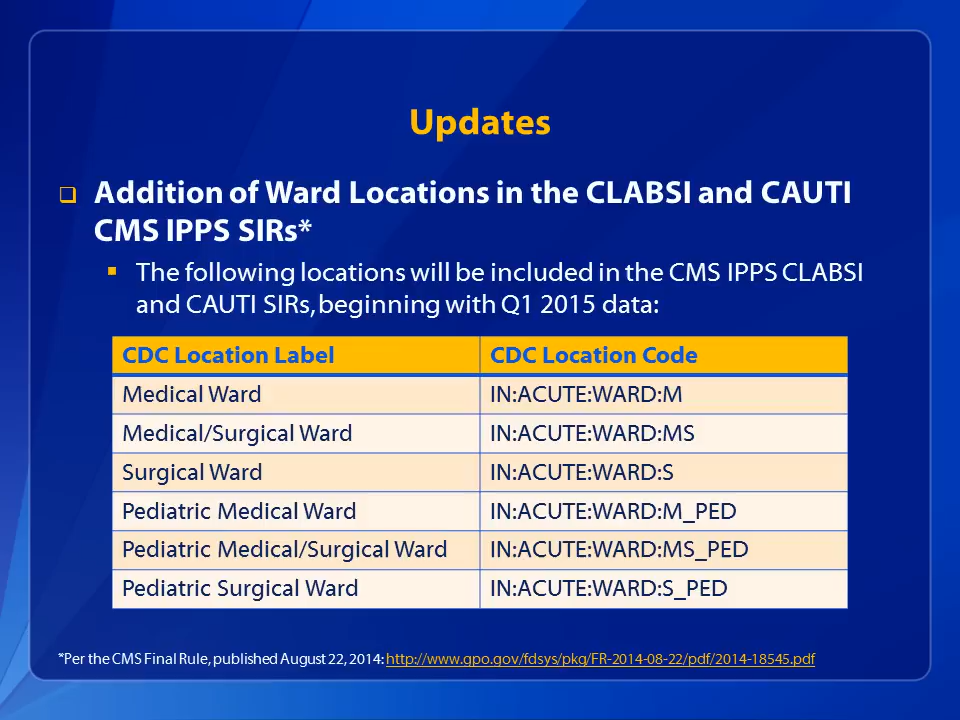 Updates
Addition of Ward Locations in the CLABSI and CAUTI
CMS IPPS SIRs*
The following locations will be included in the CMS IPPS CLABSI
and CAUTI SIRs, beginning with Q1 2015 data:
CDC Location Label CDC Location Code
Medical Ward IN:ACUTE:WARD:M
Medical/Surgical Ward IN:ACUTE:WARD:MS
Surgical Ward IN:ACUTE:WARD:S
Pediatric Medical Ward IN:ACUTE:WARD:M_PED
Pediatric Medical/Surgical Ward IN:ACUTE:WARD:MS_PED
Pediatric Surgical Ward IN:ACUTE:WARD:S_PED
*Per the CMS Final Rule, published August 22, 2014: http://www.gpo.gov/fdsys/pkg/FR-2014-08-22/pdf/2014-18545.pdf